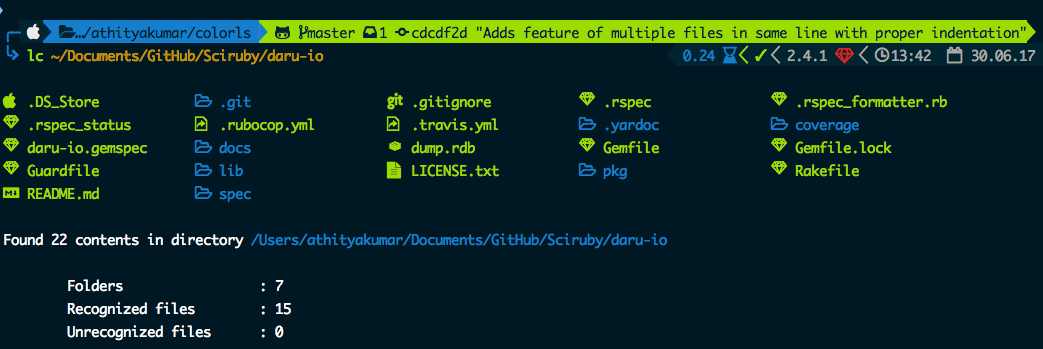 …/athityakumar/colorls master 1 cdcdf2d "Adds feature of multiple files in same line with proper indentation"
lc ~/Documents/GitHub/Sciruby/daru-io 0.24 ✓ 2.4.1 13:42 30.06.17
.DS_Store .git git .gitignore .rspec .rspec_formatter.rb
.rspec_status .rubocop.yml .travis.yml .yardoc coverage
daru-io.gemspec docs dump.rdb Gemfile Gemfile.lock
Guardfile lib LICENSE.txt pkg Rakefile
README.md spec
Found 22 contents in directory /Users/athityakumar/Documents/GitHub/Sciruby/daru-io
Folders : 7
Recognized files : 15
Unrecognized files : 0